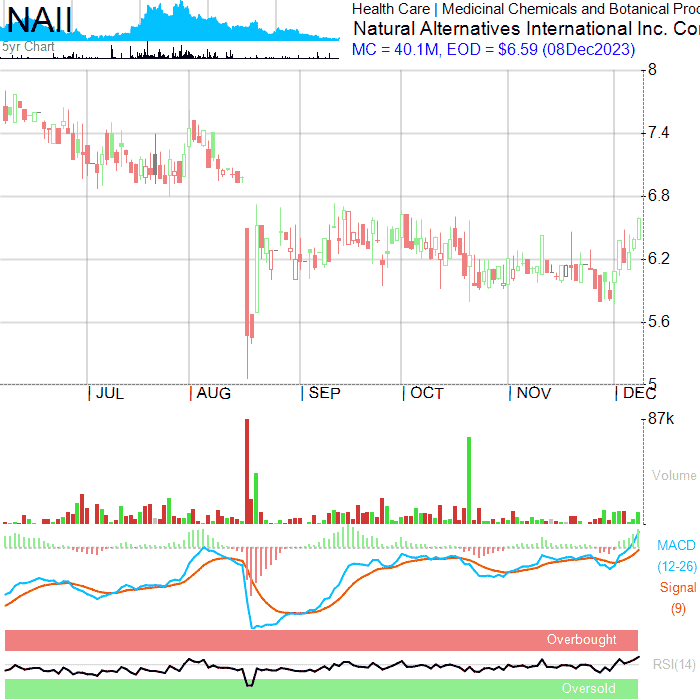 NAII
5yr Chart
Health Care | Medicinal Chemicals and Botanical Proc
Natural Alternatives International Inc. Cor
MC = 40.1M, EOD = $6.59 (08Dec2023)
8
7.4
6.8
6.2
5.6
5
JUL AUG SEP OCT NOV DEC
87k
Volume
MACD
(12-26)
Signal
(9)
Overbought
RSI(14)
Oversold